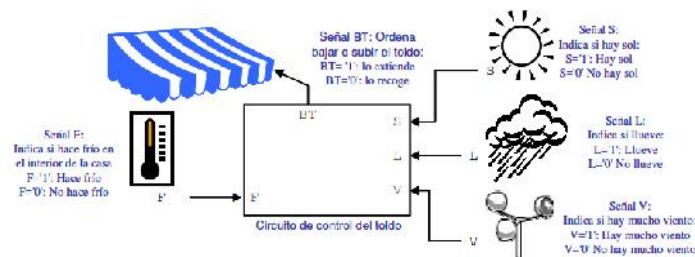 Señal BT: Ordena
bajar o subir el toldo:
BT= '1': lo extiende
BT='0': lo recoge
Señal S:
Indica si hay sol:
S='1': Hay sol
S='0' No hay sol
S
BT
S
Señal F:
Indica si hace frío en
el interior de la casa
F='1': Hace frío
F='0': No hace frío
Señal L:
Indica si llueve:
L='1': Llueve
L='0' No llueve
L
L
F
F
V
Circuito de control del toldo
Señal V:
Indica si hay mucho viento:
V='1': Hay mucho viento
V='0' No hay mucho viento
V